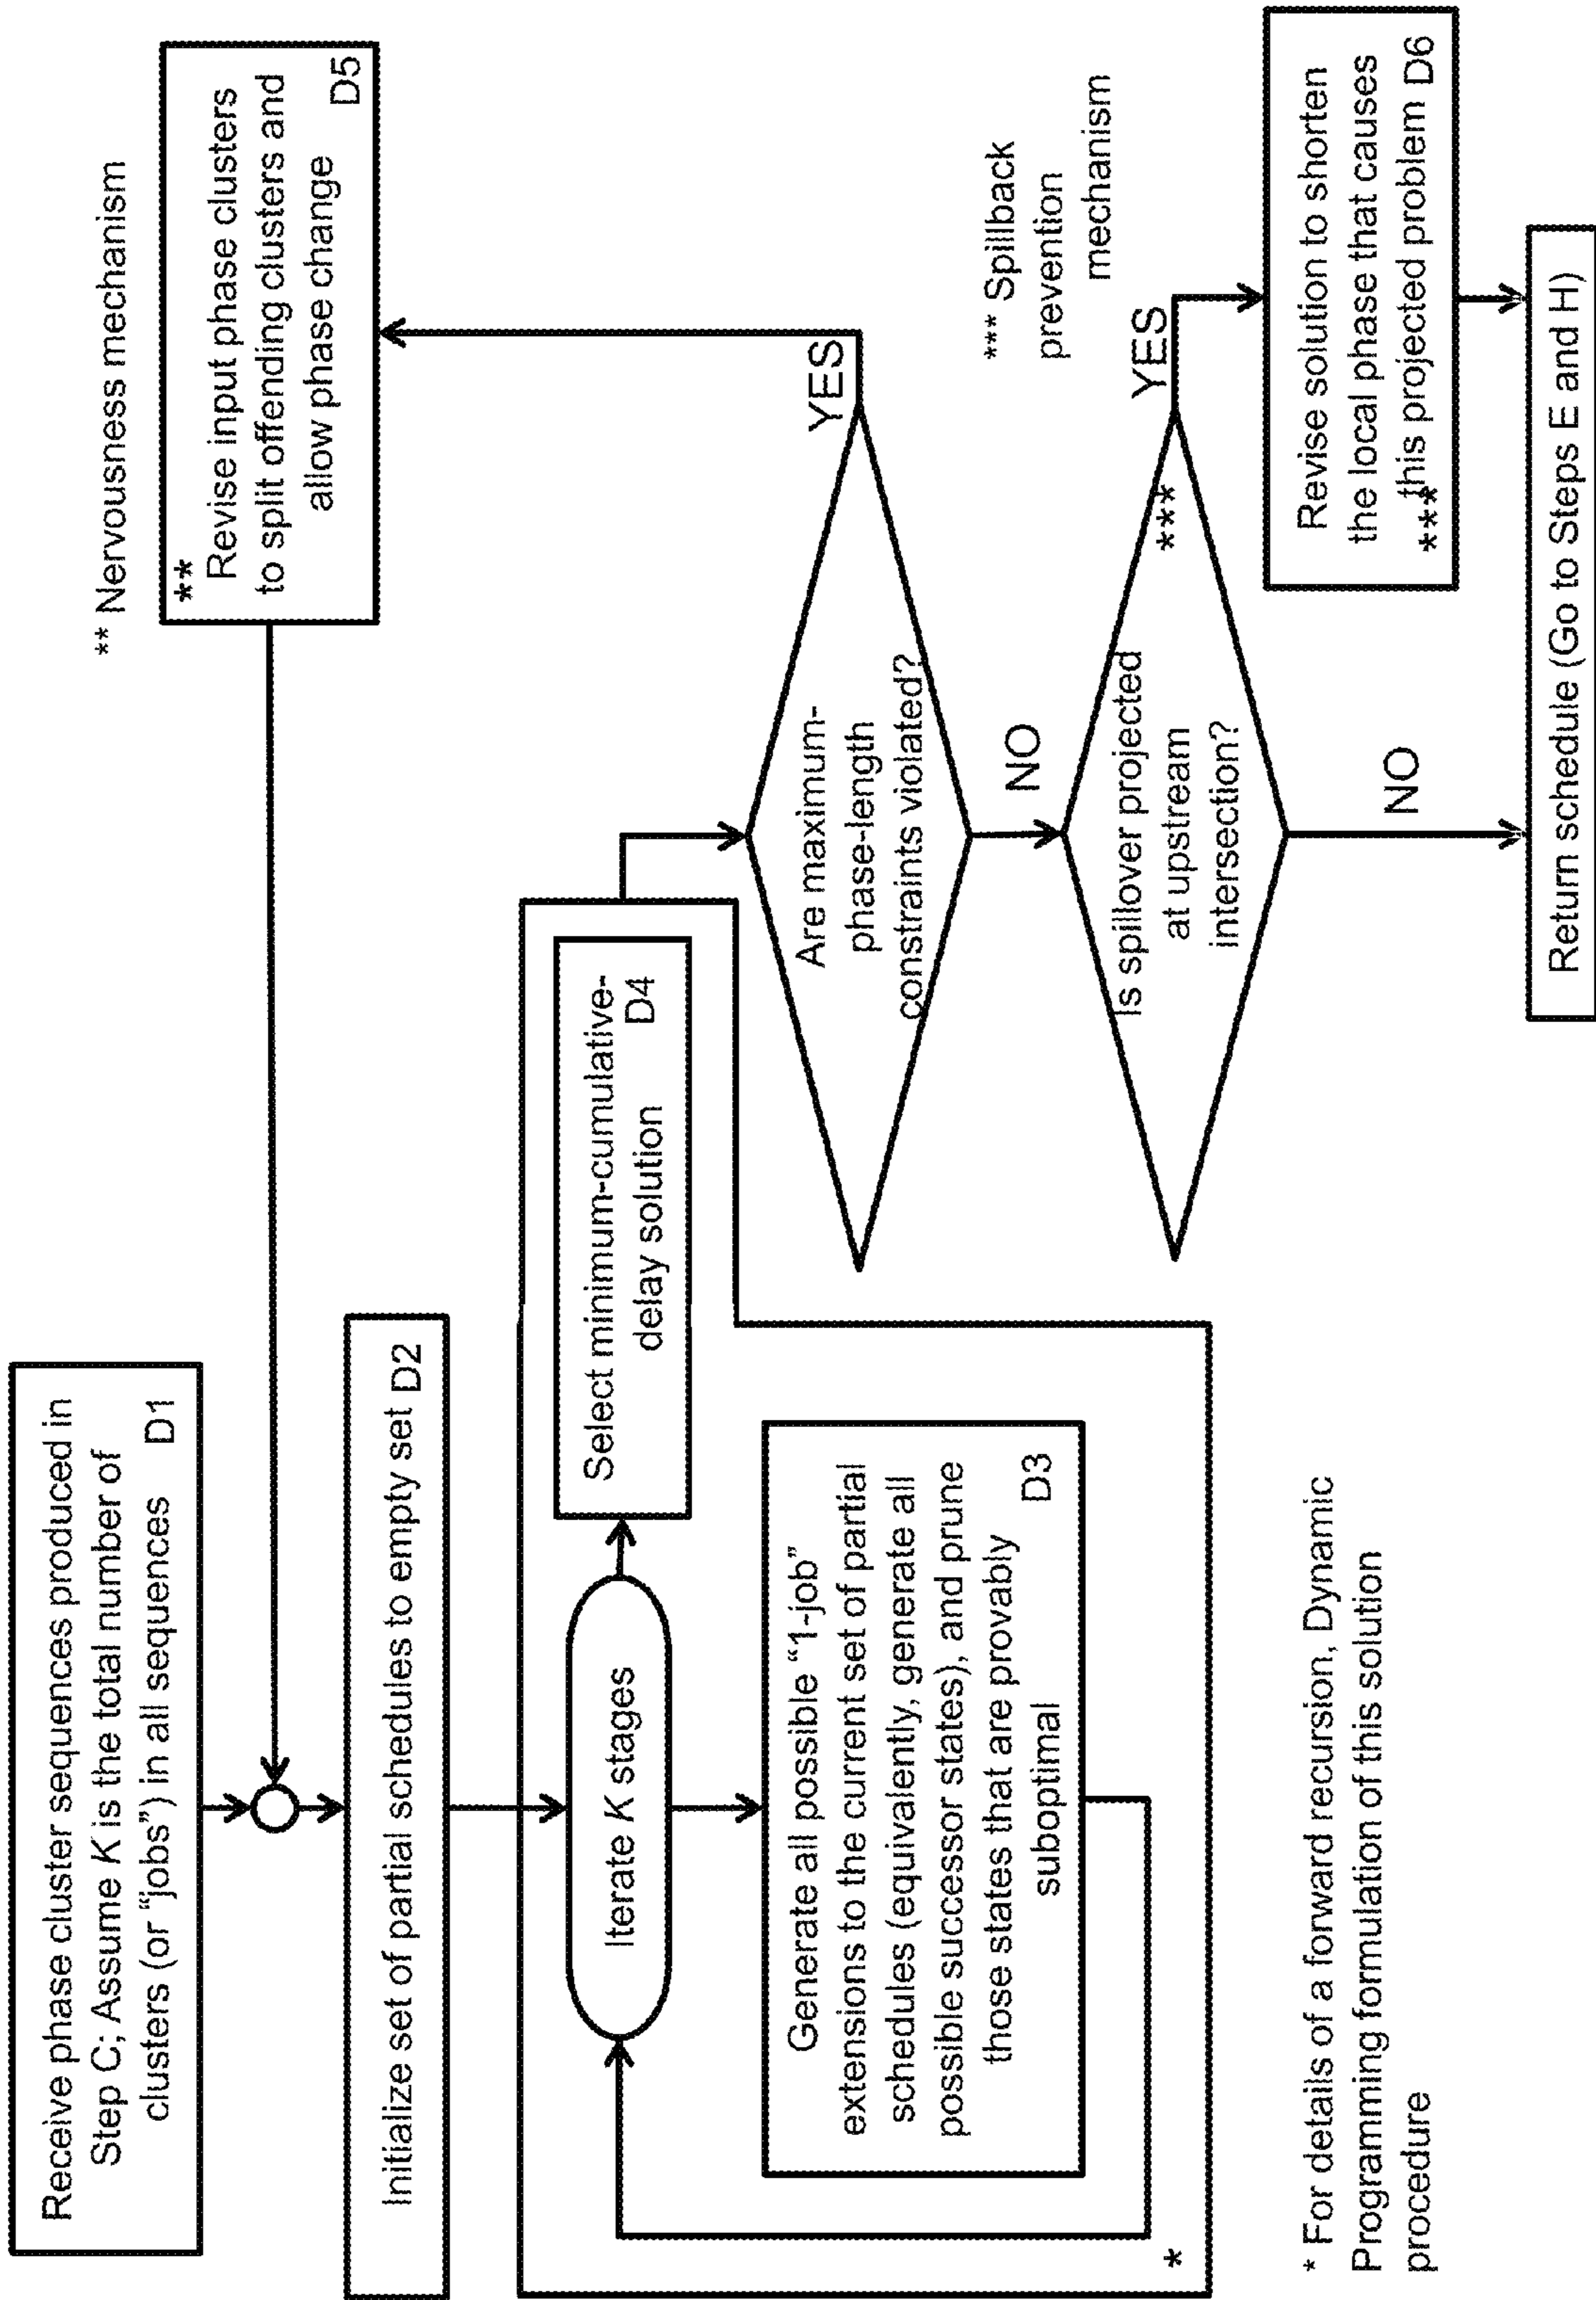 Receive phase cluster sequences produced in
Step C; Assume K is the total number of
clusters (or “jobs”) in all sequences D1
** Nervousness mechanism
**
Revise input phase clusters
to split offending clusters and
allow phase change
D5
Initialize set of partial schedules to empty set D2
Iterate K stages
Select minimum-cumulative-
delay solution D4
Generate all possible “1-job”
extensions to the current set of partial
schedules (equivalently, generate all
possible successor states), and prune
those states that are provably
suboptimal
D3
*
Are maximum-
phase-length
constraints violated?
YES
NO
*** Spillback
prevention
mechanism
Is spillover projected
at upstream
intersection?
***
YES
NO
Revise solution to shorten
the local phase that causes
this projected problem D6
***
Return schedule (Go to Steps E and H)
* For details of a forward recursion, Dynamic
Programming formulation of this solution
procedure